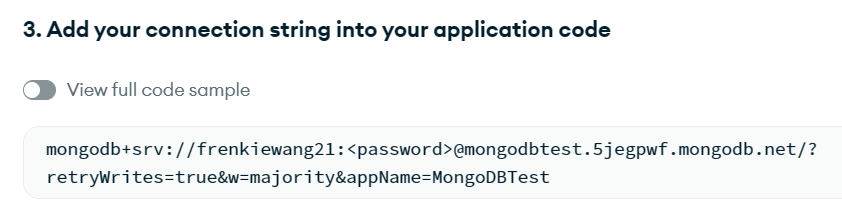 3. Add your connection string into your application code
View full code sample
mongodb+srv://frenkiewang21:<password>@mongodbtest.5jegpwf.mongodb.net/?
retryWrites=true&w=majority&appName=MongoDBTest